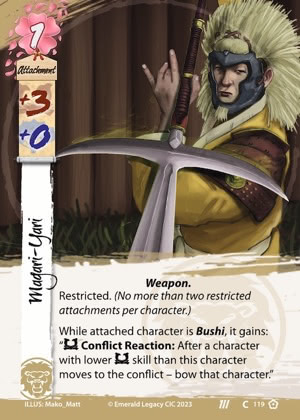 1
Attachment
+3
+0
Magari-Yari
Weapon.
Restricted. (No more than two restricted
attachments per character.)
While attached character is Bushi, it gains:
“ Conflict Reaction: After a
character with lower skill than this character
moves to the conflict – bow that character.”
ILLUS: Mako_Matt
© Emerald Legacy CIC 2023
C 119